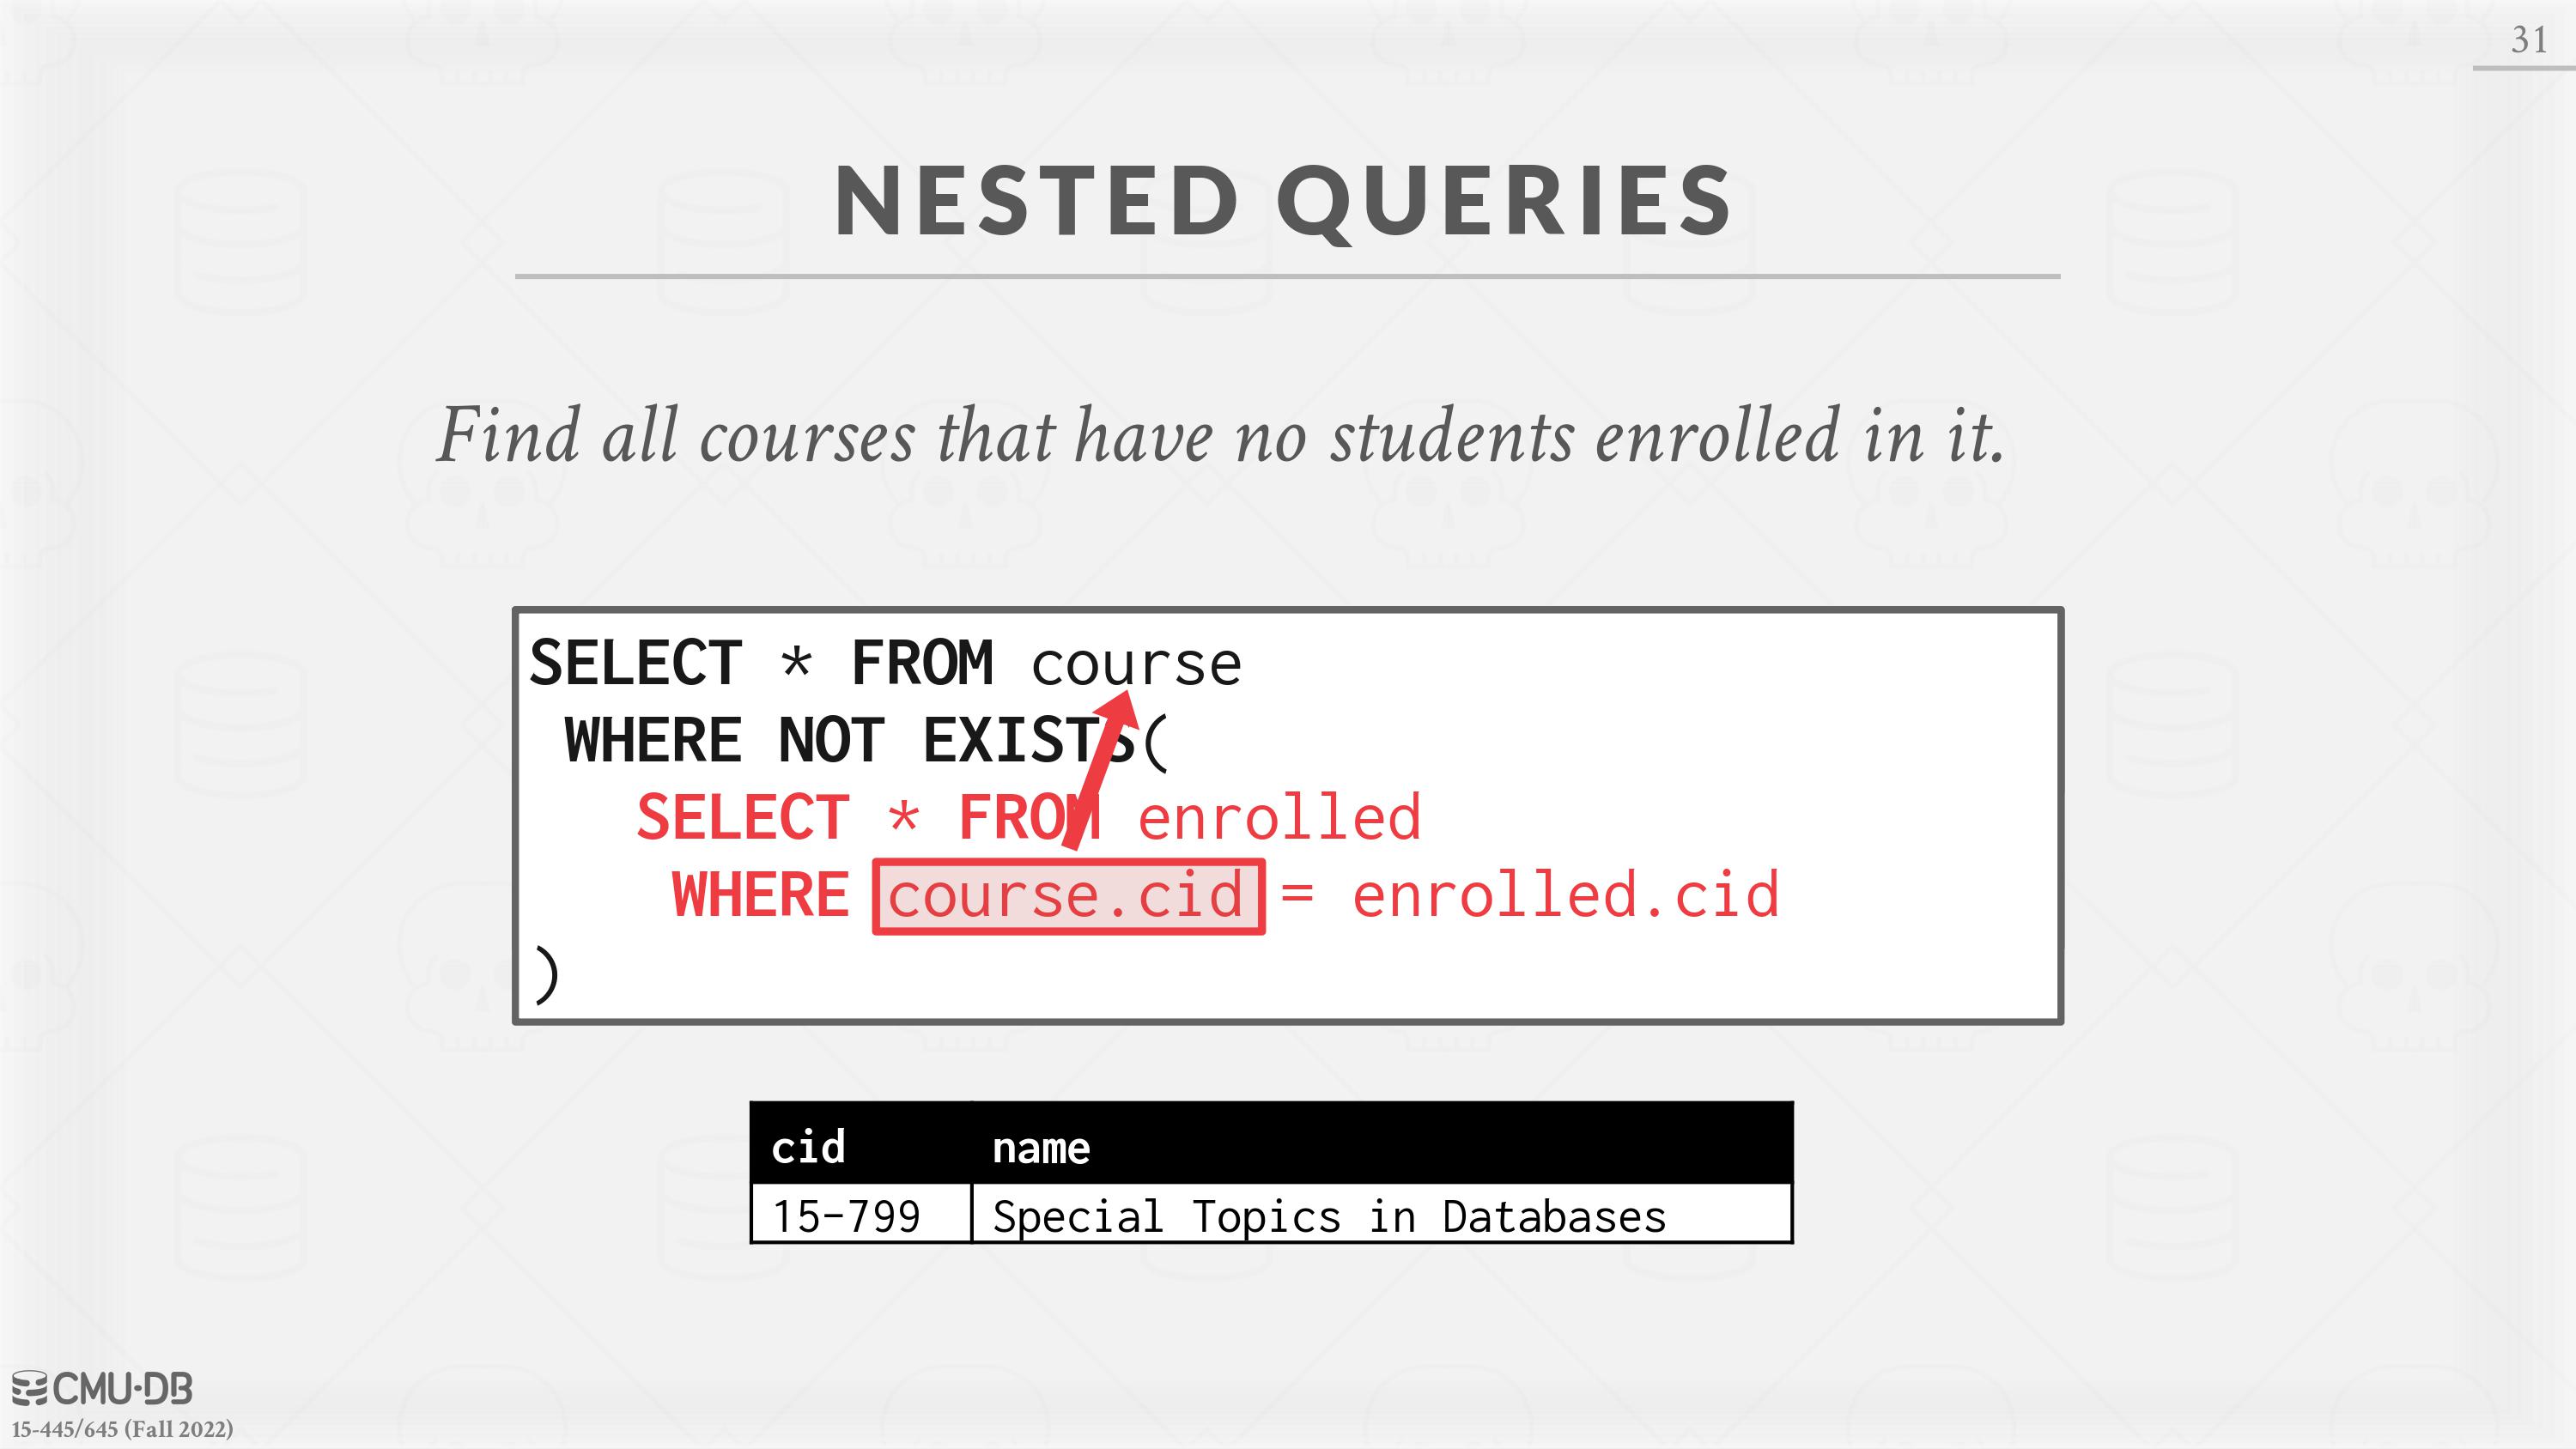 31
NESTED QUERIES
Find all courses that have no students enrolled in it.
SELECT * FROM course
WHERE NOT EXISTS(
SELECT * FROM enrolled
WHERE course.cid = enrolled.cid
)
cid name
15-799 Special Topics in Databases
CMU·DB
15-445/645 (Fall 2022)